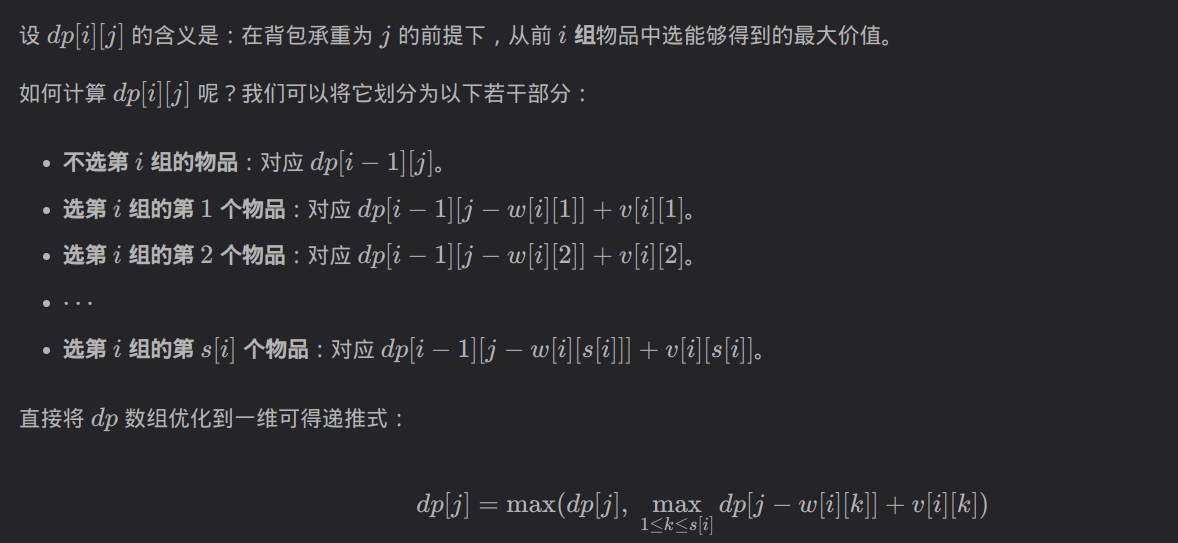 设 dp[i][j] 的含义是：在背包承重为 j 的前提下，从前 i 组物品中选能够得到的最大价值。
如何计算 dp[i][j] 呢？我们可以将它划分为以下若干部分：
• 不选第 i 组的物品：对应 dp[i − 1][j]。
• 选第 i 组的第 1 个物品：对应 dp[i − 1][j − w[i][1]] + v[i][1]。
• 选第 i 组的第 2 个物品：对应 dp[i − 1][j − w[i][2]] + v[i][2]。
• ⋯
• 选第 i 组的第 s[i] 个物品：对应 dp[i − 1][j − w[i][s[i]]] + v[i][s[i]]。
直接将 dp 数组优化到一维可得递推式：
dp[j] = max(dp[j], max dp[j − w[i][k]] + v[i][k])
1≤k≤s[i]